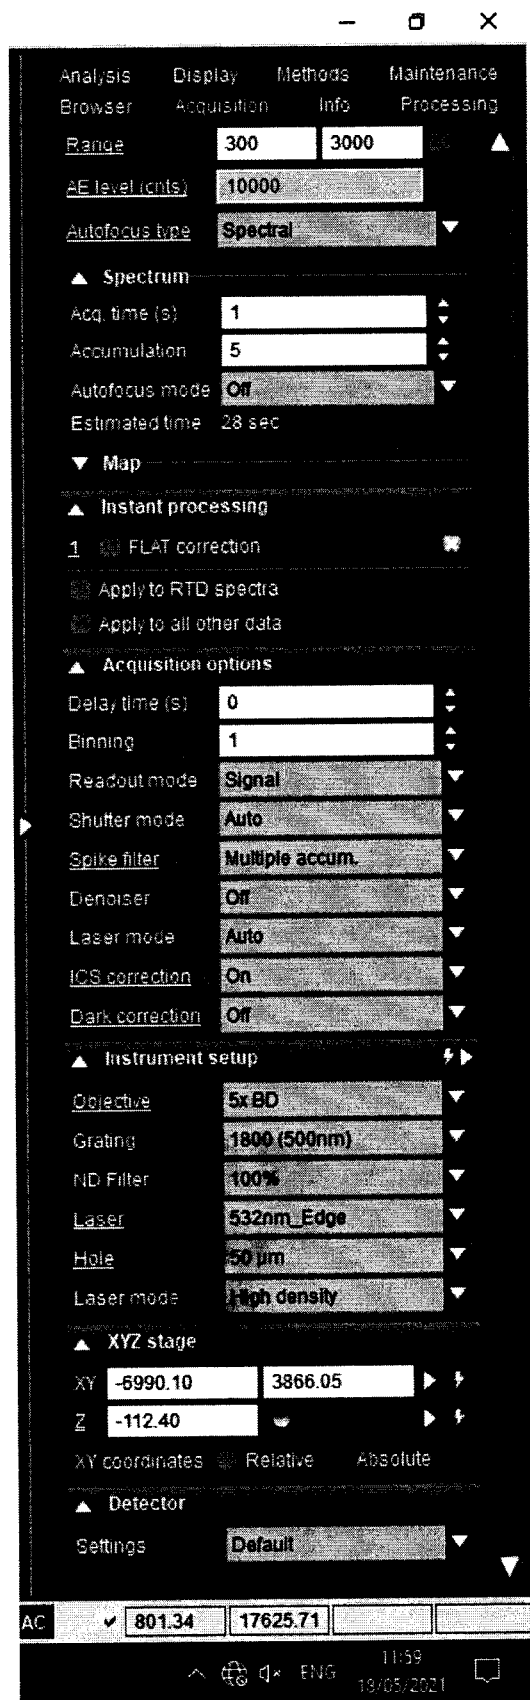 Analysis Display Methods Maintenance
Browser Acquisition Info Processing
Range 300 3000
AE level (cnts) 10000
Autofocus type Spectral
Spectrum
Acq. time (s) 1
Accumulation 5
Autofocus mode Off
Estimated time 28 sec
Map
Instant processing
1 FLAT correction
Apply to RTD spectra
Apply to all other data
Acquisition options
Delay time (s) 0
Binning 1
Readout mode Signal
Shutter mode Auto
Spike filter Multiple accum.
Denoiser Off
Laser mode Auto
ICS correction On
Dark correction Off
Instrument setup
Objective 5x BD
Grating 1800 (500nm)
ND Filter 100%
Laser 532nm_Edge
Hole 50 µm
Laser mode High density
XYZ stage
XY -6990.10 3866.05
Z -112.40
XY coordinates Relative Absolute
Detector
Settings Default
AC 801.34 17625.71
ENG 11:59
19/05/2021